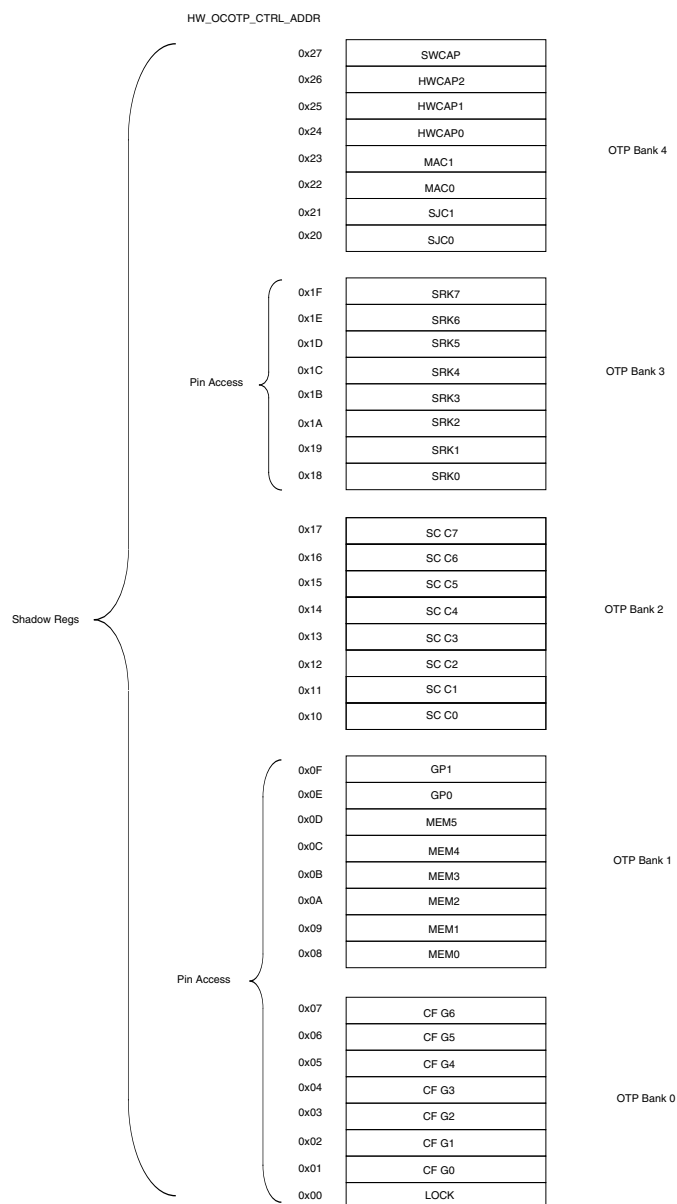 HW_OCOTP_CTRL_ADDR
0x27 SWCAP
0x26 HWCAP2
0x25 HWCAP1
0x24 HWCAP0
OTP Bank 4
0x23 MAC1
0x22 MAC0
0x21 SJC1
0x20 SJC0
0x1F SRK7
0x1E SRK6
0x1D SRK5
0x1C SRK4
OTP Bank 3
Pin Access
0x1B SRK3
0x1A SRK2
0x19 SRK1
0x18 SRK0
0x17 SC C7
0x16 SC C6
0x15 SC C5
0x14 SC C4
OTP Bank 2
Shadow Regs
0x13 SC C3
0x12 SC C2
0x11 SC C1
0x10 SC C0
0x0F GP1
0x0E GP0
0x0D MEM5
0x0C MEM4
OTP Bank 1
0x0B MEM3
0x0A MEM2
0x09 MEM1
0x08 MEM0
Pin Access
0x07 CF G6
0x06 CF G5
0x05 CF G4
0x04 CF G3
OTP Bank 0
0x03 CF G2
0x02 CF G1
0x01 CF G0
0x00 LOCK